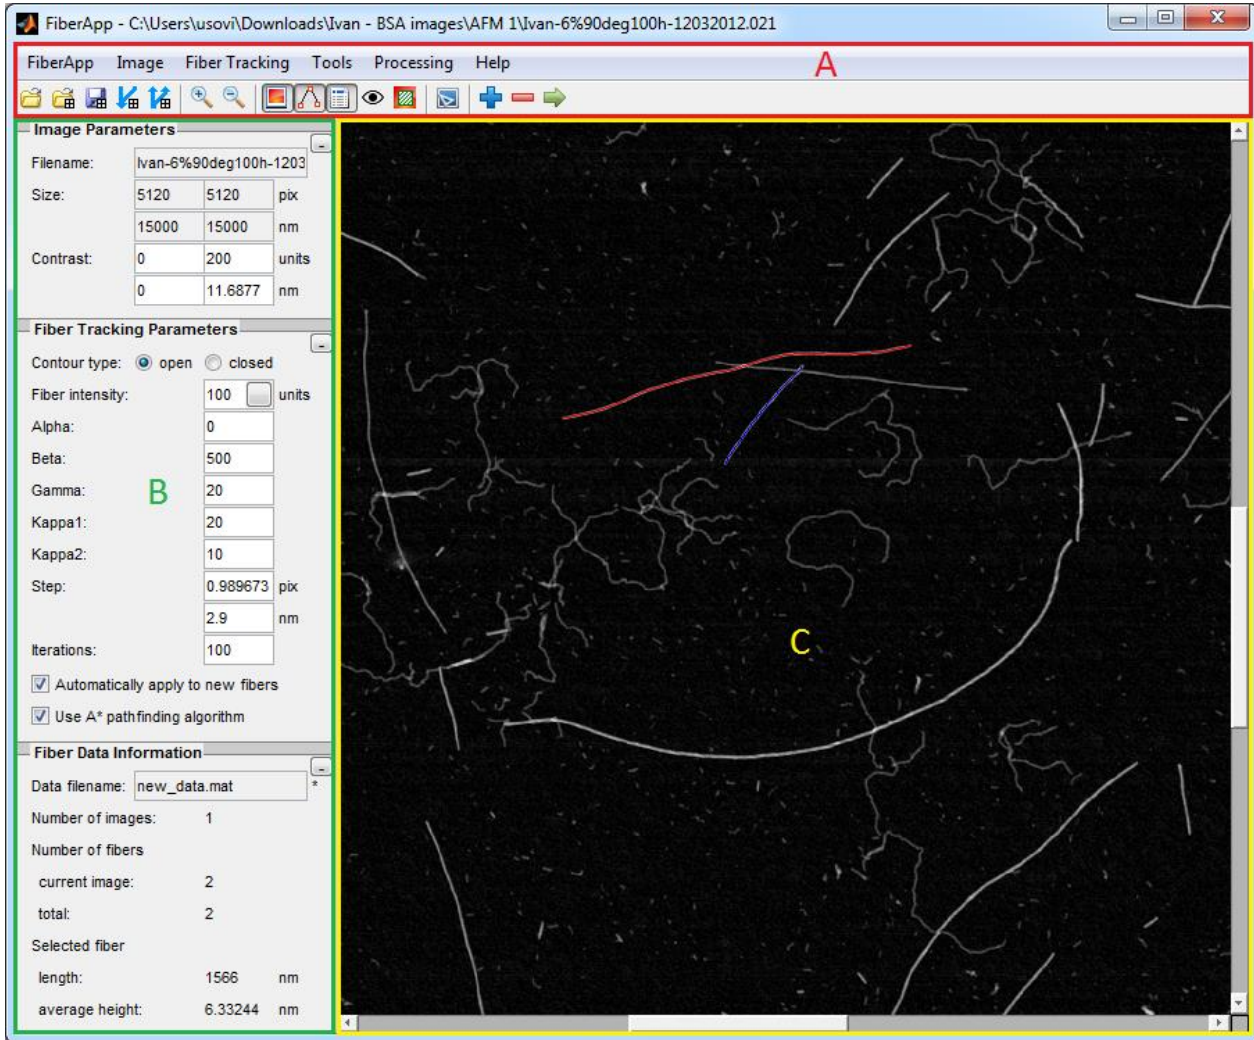 FiberApp - C:\Users\usovi\Downloads\Ivan - BSA images\AFM 1\Ivan-6%90deg100h-12032012.021
FiberApp Image Fiber Tracking Tools Processing Help
A
Image Parameters
Filename: Ivan-6%90deg100h-1203
Size: 5120 5120 pix
15000 15000 nm
Contrast: 0 200 units
0 11.6877 nm
Fiber Tracking Parameters
Contour type: open closed
Fiber intensity: 100 units
Alpha: 0
Beta: 500
Gamma: 20
B
Kappa1: 20
Kappa2: 10
Step: 0.989673 pix
2.9 nm
Iterations: 100
Automatically apply to new fibers
Use A* pathfinding algorithm
Fiber Data Information
Data filename: new_data.mat *
Number of images: 1
Number of fibers
current image: 2
total: 2
Selected fiber
length: 1566 nm
average height: 6.33244 nm
C